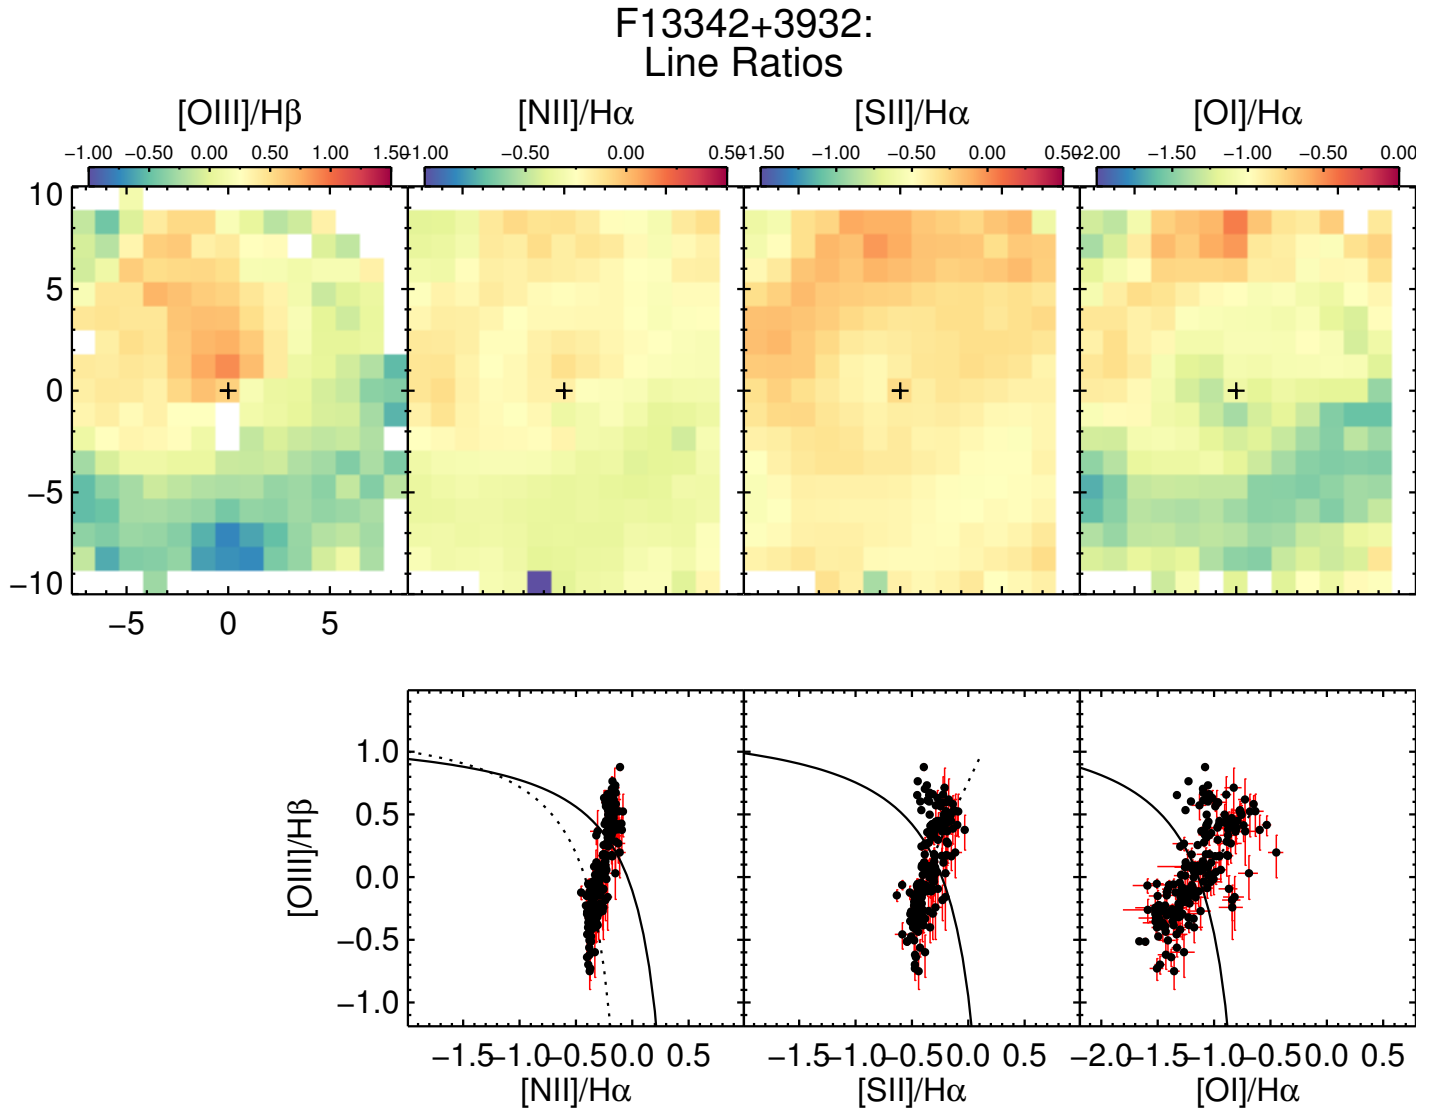 F13342+3932:
Line Ratios
[OIII]/Hβ [NII]/Hα [SII]/Hα [OI]/Hα
−1.00 −0.50 0.00 0.50 1.00 1.50 −1.00 −0.50 0.00 0.50 −1.50 −1.00 −0.50 0.00 0.50 −2.00 −1.50 −1.00 −0.50 0.00
10
5
0
−5
−10
−5 0 5
1.0
0.5
0.0
−0.5
−1.0
[OIII]/Hβ
−1.5 −1.0 −0.5 0.0 0.5 −1.5 −1.0 −0.5 0.0 0.5 −2.0 −1.5 −1.0 −0.5 0.0 0.5
[NII]/Hα [SII]/Hα [OI]/Hα